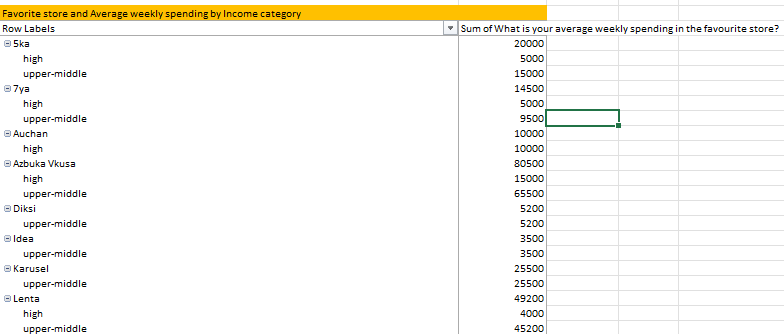 Favorite store and Average weekly spending by Income category
Row Labels Sum of What is your average weekly spending in the favourite store?
5ka 20000
high 5000
upper-middle 15000
7ya 14500
high 5000
upper-middle 9500
Auchan 10000
high 10000
Azbuka Vkusa 80500
high 15000
upper-middle 65500
Diksi 5200
upper-middle 5200
Idea 3500
upper-middle 3500
Karusel 25500
upper-middle 25500
Lenta 49200
high 4000
upper-middle 45200